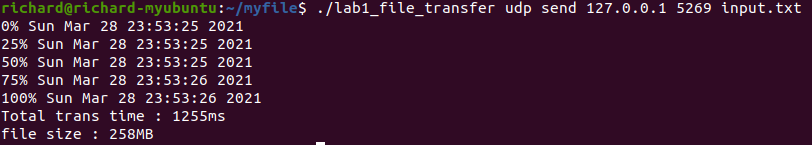 richard@richard-myubuntu:~/myfile$ ./lab1_file_transfer udp send 127.0.0.1 5269 input.txt
0% Sun Mar 28 23:53:25 2021
25% Sun Mar 28 23:53:25 2021
50% Sun Mar 28 23:53:25 2021
75% Sun Mar 28 23:53:26 2021
100% Sun Mar 28 23:53:26 2021
Total trans time : 1255ms
file size : 258MB